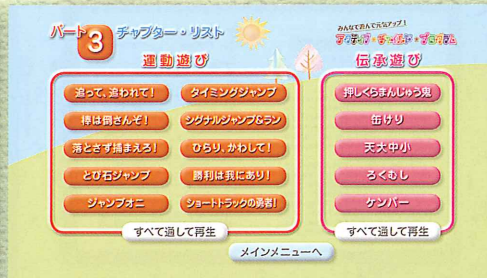 パート3 チャプター・リスト
みんなで遊んで元気アップ!
アクティブ・チャイルド・プログラム
運動遊び
追って、追われて!
タイミングジャンプ
棒は倒さんぞ!
シグナルジャンプ&ラン
落とさず捕まえろ!
ひらり、かわして!
とび石ジャンプ
勝利は我にあり!
ジャンプオニ
ショートトラックの勇者!
すべて通して再生
伝承遊び
押しくらまんじゅう鬼
缶けり
天大中小
ろくむし
ケンパー
すべて通して再生
メインメニューへ